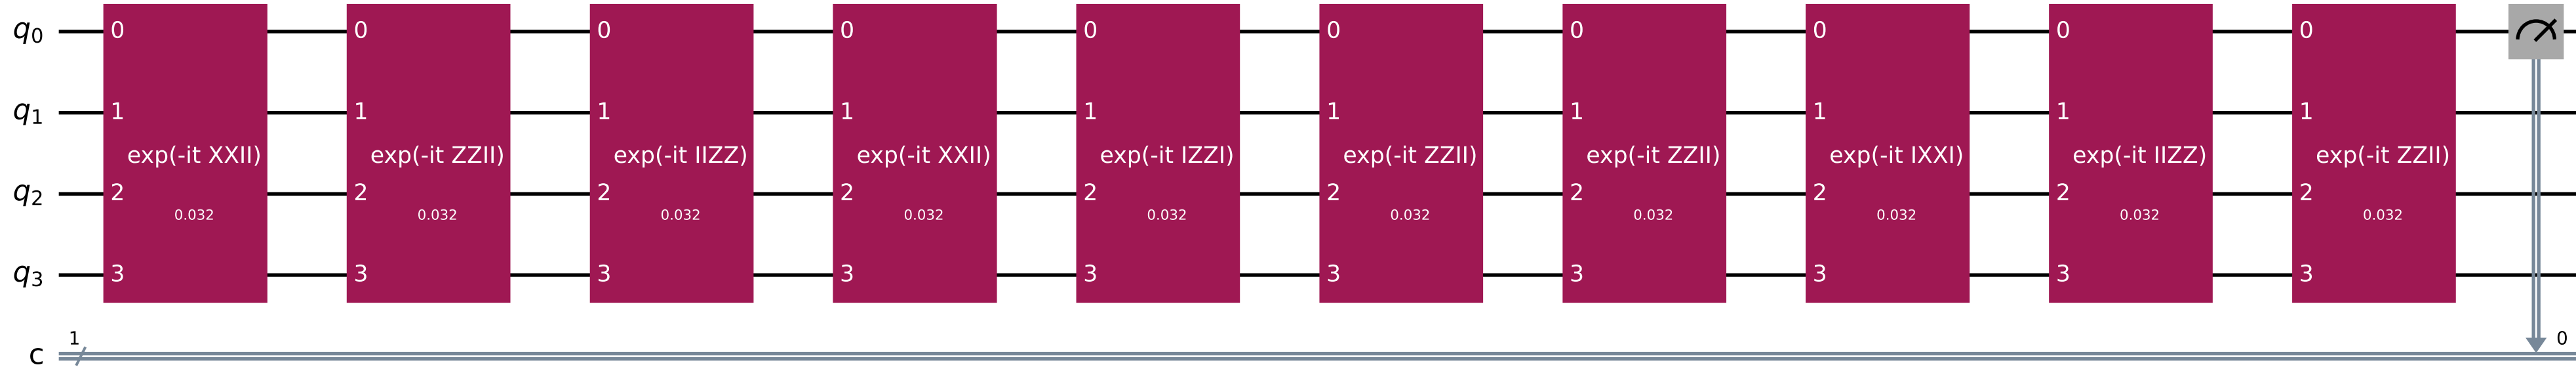 q0 0 0 0 0 0 0 0 0 0 0
q1 1 1 1 1 1 1 1 1 1 1
exp(-it XXII) exp(-it ZZII) exp(-it IIZZ) exp(-it XXII) exp(-it IZZI) exp(-it ZZII) exp(-it ZZII) exp(-it IXXI) exp(-it IIZZ) exp(-it ZZII)
q2 2 2 2 2 2 2 2 2 2 2
0.032 0.032 0.032 0.032 0.032 0.032 0.032 0.032 0.032 0.032
q3 3 3 3 3 3 3 3 3 3 3
1 0
c